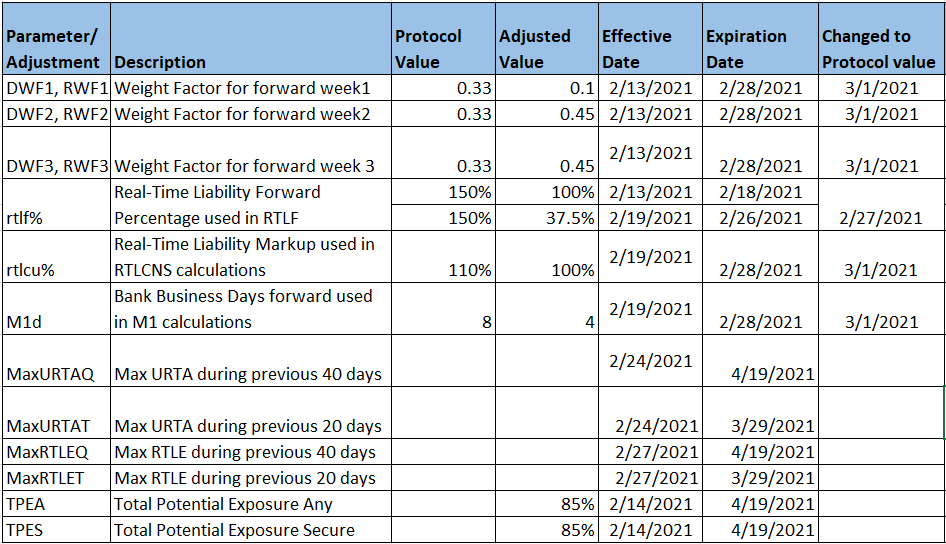 Parameter/ Adjustment Description Protocol Value Adjusted Value Effective Date Expiration Date Changed to Protocol value
DWF1, RWF1 Weight Factor for forward week1 0.33 0.1 2/13/2021 2/28/2021 3/1/2021
DWF2, RWF2 Weight Factor for forward week2 0.33 0.45 2/13/2021 2/28/2021 3/1/2021
DWF3, RWF3 Weight Factor for forward week 3 0.33 0.45 2/13/2021 2/28/2021 3/1/2021
rtlf% Real-Time Liability Forward 150% 100% 2/13/2021 2/18/2021
Percentage used in RTLF 150% 37.5% 2/19/2021 2/26/2021 2/27/2021
rtlcu% Real-Time Liability Markup used in
RTLCNS calculations 110% 100% 2/19/2021 2/28/2021 3/1/2021
M1d Bank Business Days forward used
in M1 calculations 8 4 2/19/2021 2/28/2021 3/1/2021
MaxURTAQ Max URTA during previous 40 days 2/24/2021 4/19/2021
MaxURTAT Max URTA during previous 20 days 2/24/2021 3/29/2021
MaxRTLEQ Max RTLE during previous 40 days 2/27/2021 4/19/2021
MaxRTLET Max RTLE during previous 20 days 2/27/2021 3/29/2021
TPEA Total Potential Exposure Any 85% 2/14/2021 4/19/2021
TPES Total Potential Exposure Secure 85% 2/14/2021 4/19/2021